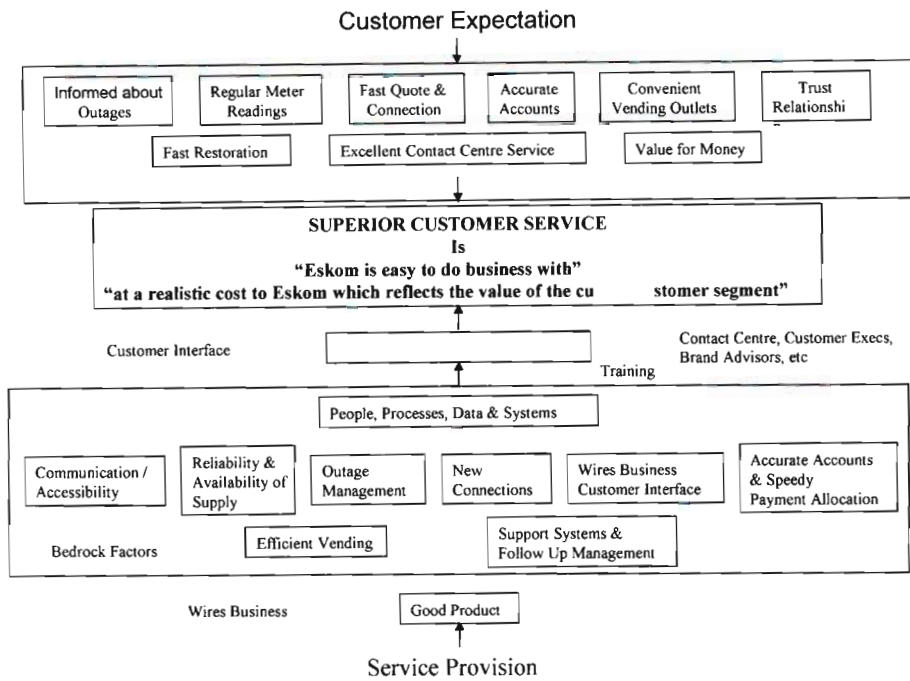 Customer Expectation
Informed about
Outages
Regular Meter
Readings
Fast Quote &
Connection
Accurate
Accounts
Convenient
Vending Outlets
Trust
Relationshi
Fast Restoration
Excellent Contact Centre Service
Value for Money
SUPERIOR CUSTOMER SERVICE
Is
“Eskom is easy to do business with”
“at a realistic cost to Eskom which reflects the value of the cu stomer segment”
Customer Interface
Contact Centre, Customer Execs,
Brand Advisors, etc
Training
People, Processes, Data & Systems
Communication /
Accessibility
Reliability &
Availability of
Supply
Outage
Management
New
Connections
Wires Business
Customer Interface
Accurate Accounts
& Speedy
Payment Allocation
Bedrock Factors
Efficient Vending
Support Systems &
Follow Up Management
Wires Business
Good Product
Service Provision